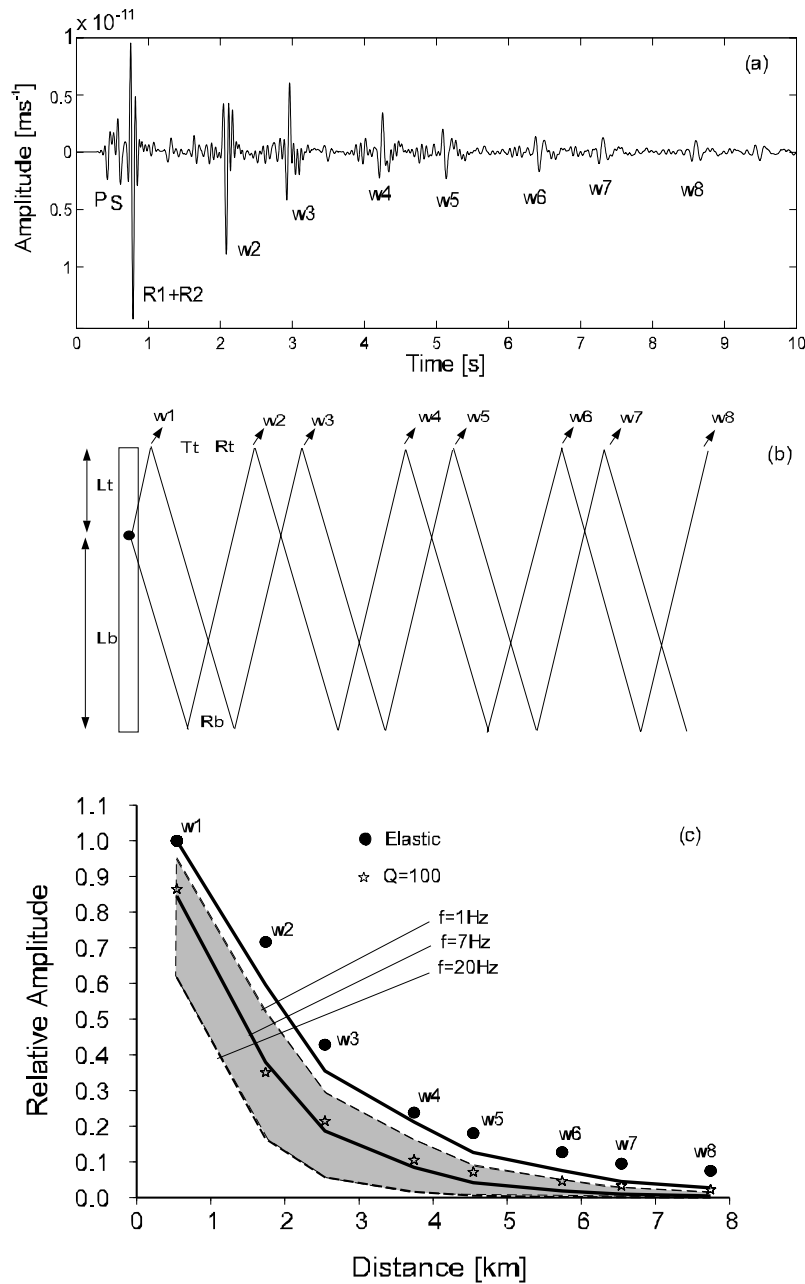 x 10⁻¹¹
(a)
1
0.5
0
0.5
1
Amplitude [ms⁻¹]
P S
R1+R2
w2
w3
w4
w5
w6
w7
w8
0 1 2 3 4 5 6 7 8 9 10
Time [s]
w1 w2 w3 w4 w5 w6 w7 w8
Tt Rt
(b)
Lt
Lb
Rb
1.1
1.0
0.9
0.8
0.7
0.6
0.5
0.4
0.3
0.2
0.1
0.0
Relative Amplitude
(c)
w1
Elastic
Q=100
w2
f=1Hz
f=7Hz
f=20Hz
w3
w4
w5
w6
w7
w8
0 1 2 3 4 5 6 7 8
Distance [km]